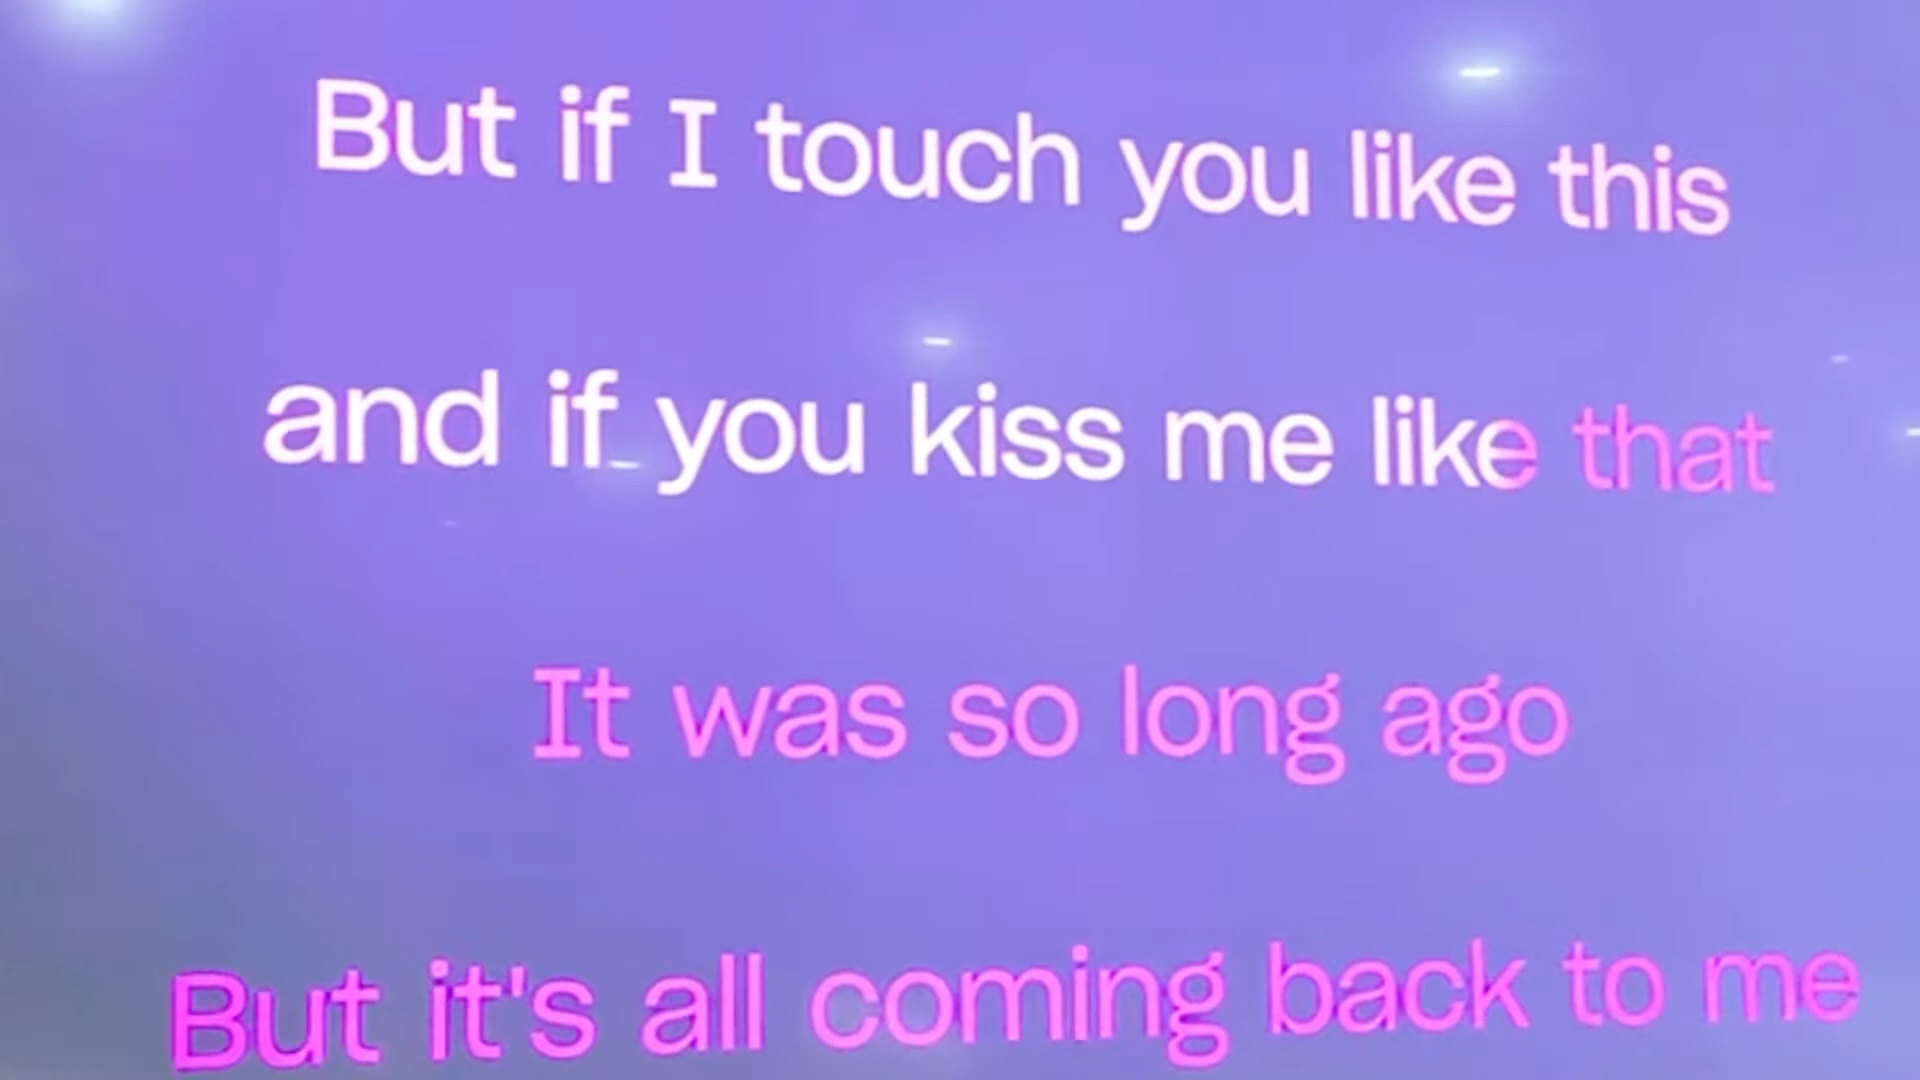 But if I touch you like this
and if you kiss me like that
It was so long ago
But it's all coming back to me